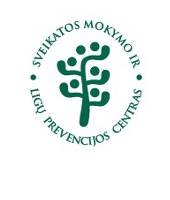 SVEIKATOS MOKYMO IR
LIGŲ PREVENCIJOS CENTRAS